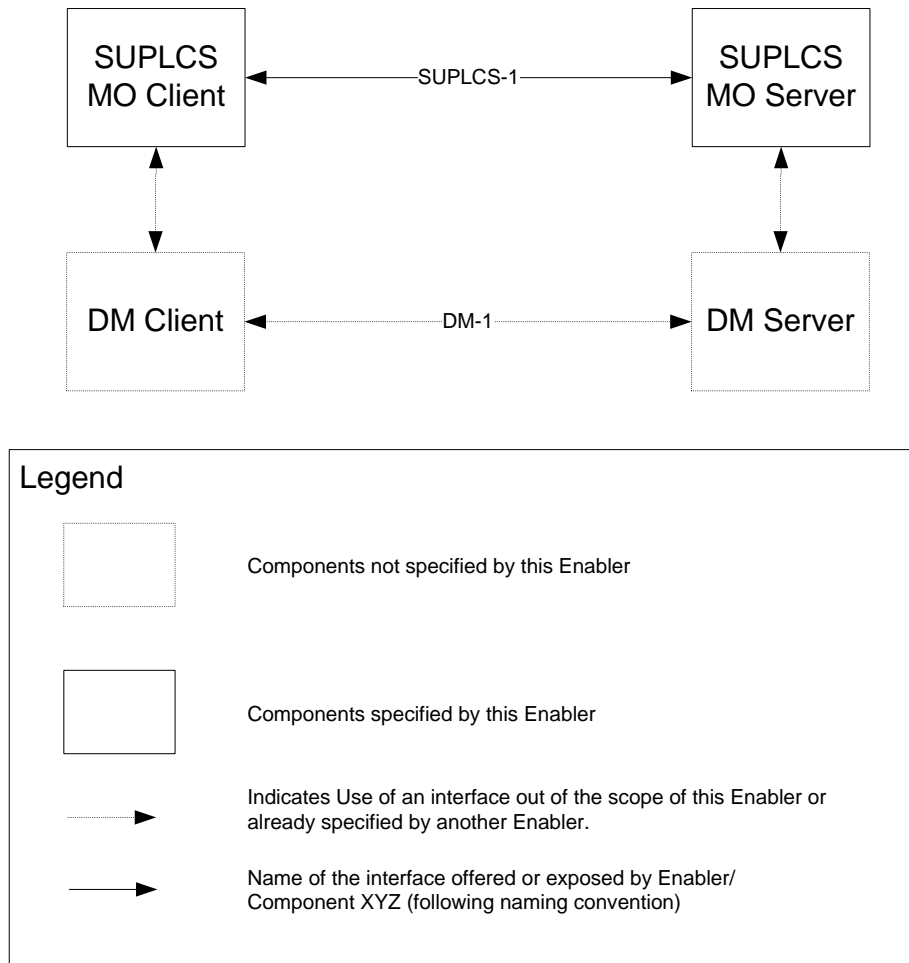 SUPLCS
MO Client
SUPLCS-1
SUPLCS
MO Server
DM Client
DM-1
DM Server
Legend
Components not specified by this Enabler
Components specified by this Enabler
Indicates Use of an interface out of the scope of this Enabler or
already specified by another Enabler.
Name of the interface offered or exposed by Enabler/
Component XYZ (following naming convention)